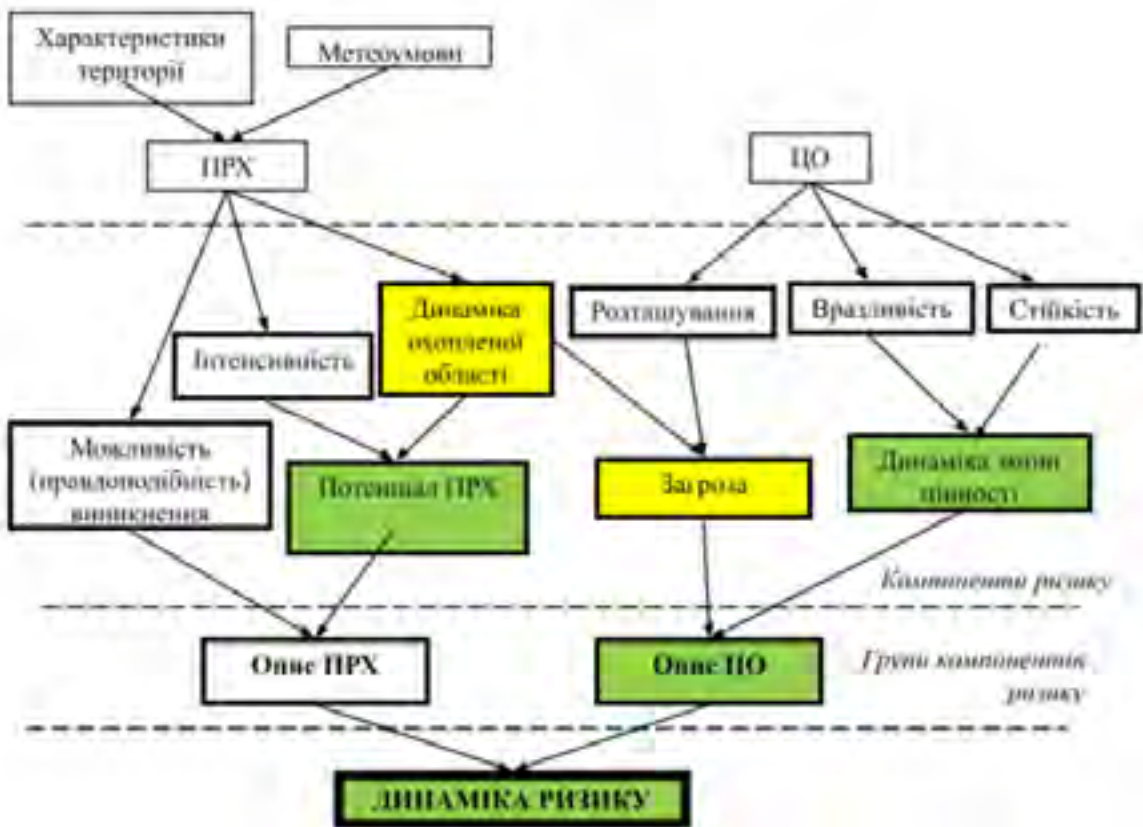 Характеристики
території
Метеоумови
ПРХ
ЦО
Динаміка
охопленої
області
Розташування
Вразливість
Стійкість
Інтенсивність
Можливість
(правдоподібність)
виникнення
Потенціал ПРХ
Загроза
Динаміка зміни
цінності
Компоненти ризику
Опис ПРХ
Опис ЦО
Групи компонентів
ризику
ДИНАМІКА РИЗИКУ